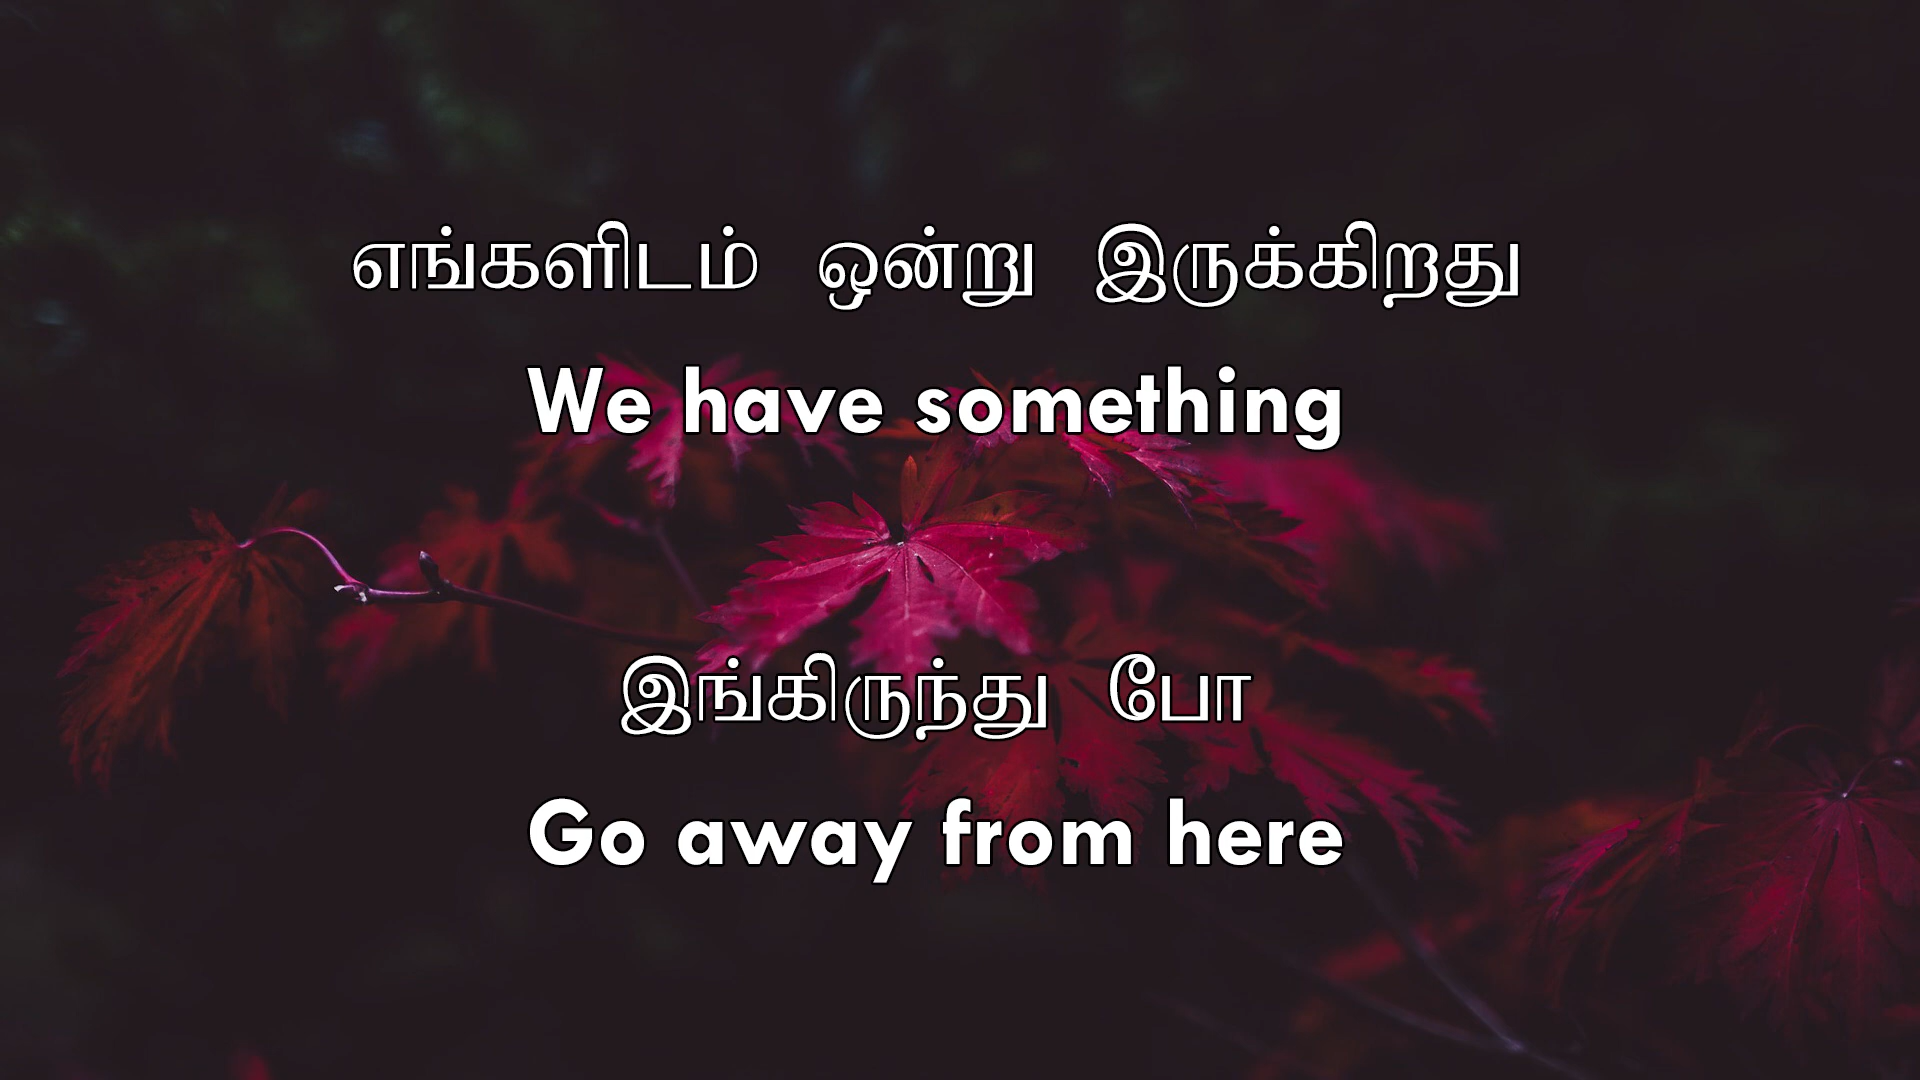 எங்களிடம் ஒன்று இருக்கிறது
We have something
இங்கிருந்து போ
Go away from here